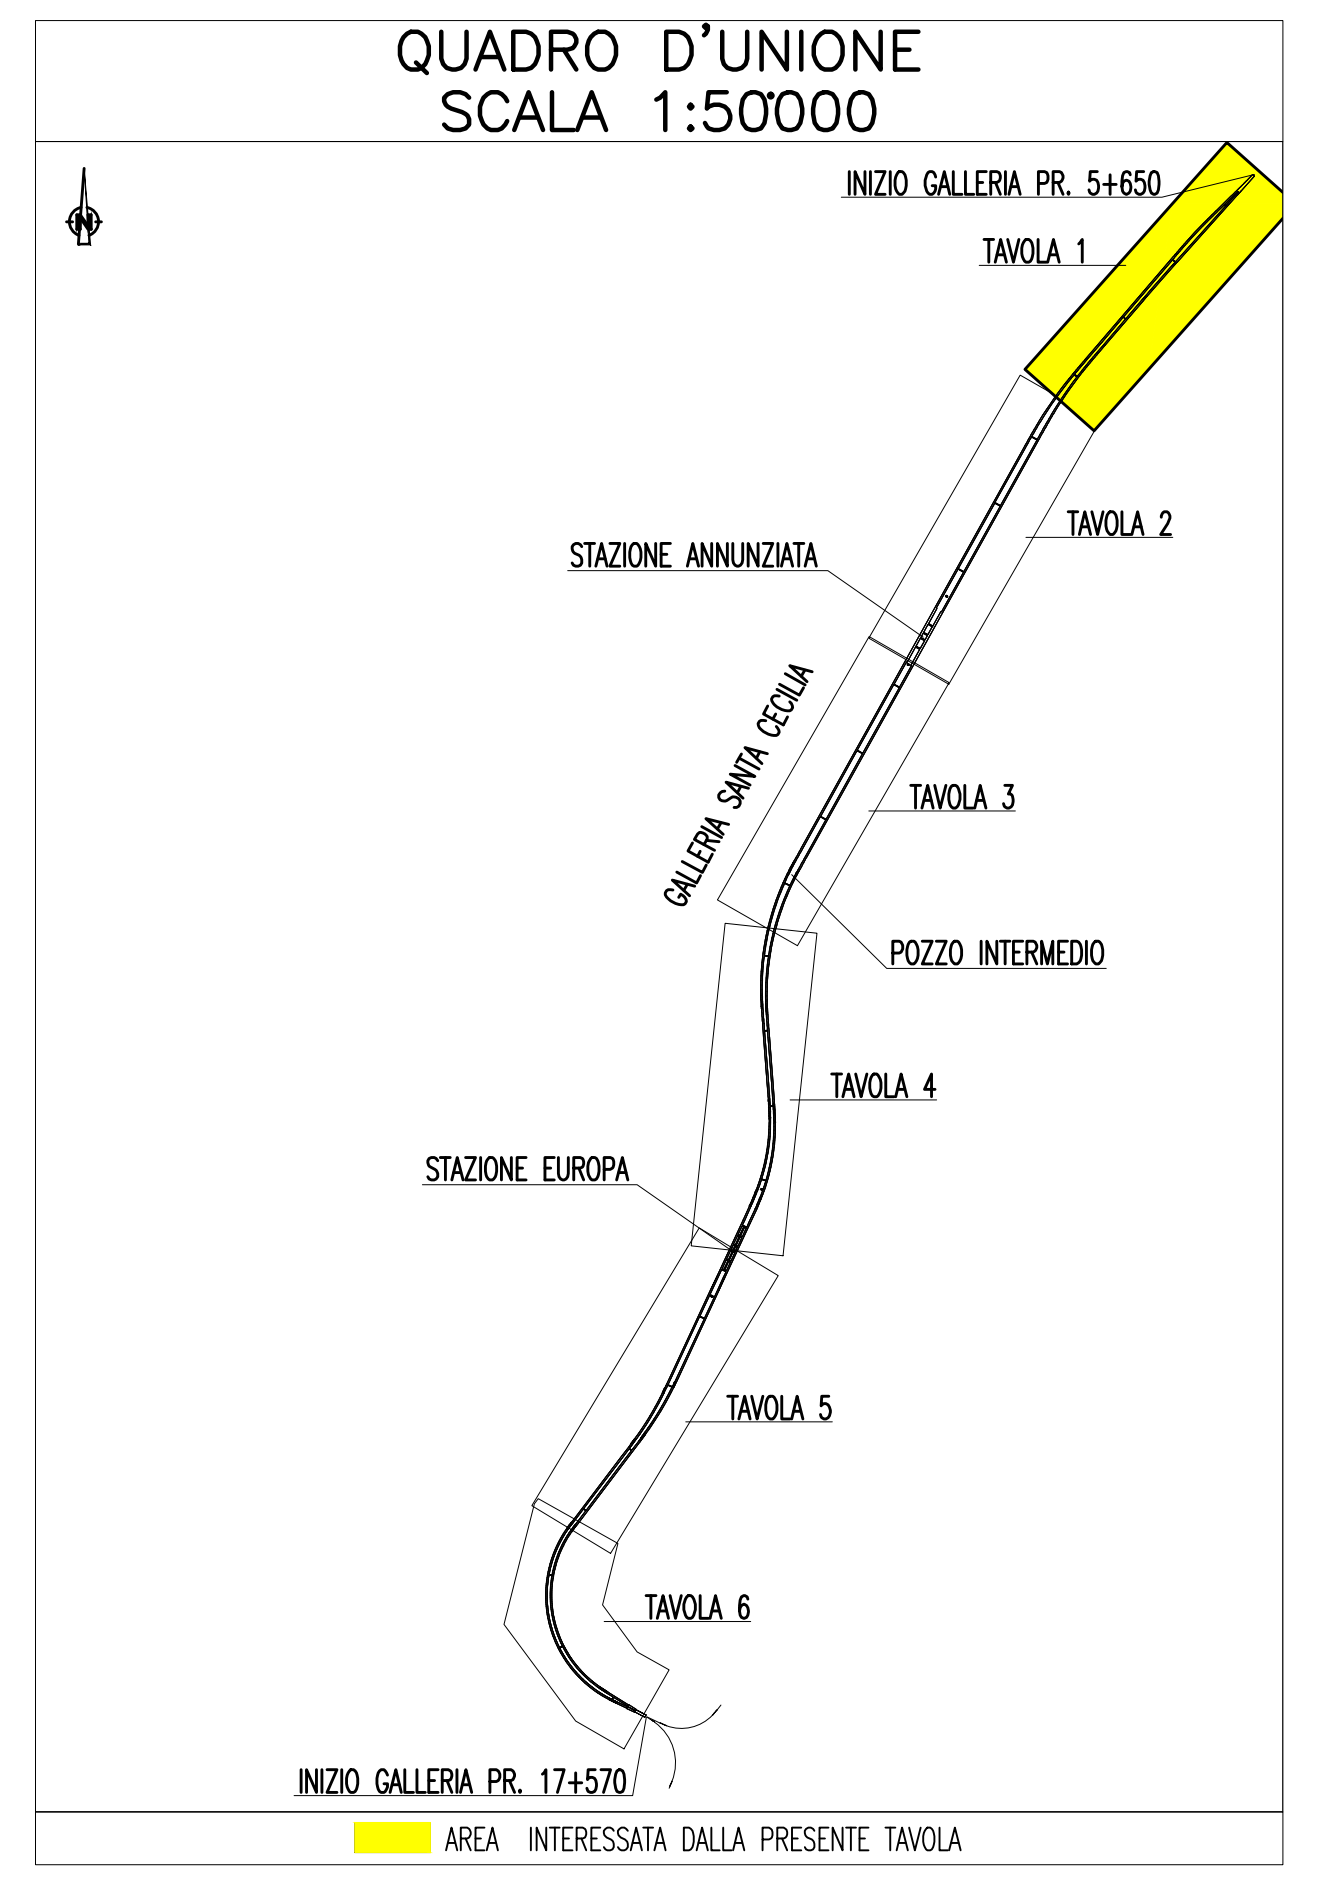 QUADRO D'UNIONE
SCALA 1:50'000
N
INIZIO GALLERIA PR. 5+650
TAVOLA 1
TAVOLA 2
STAZIONE ANNUNZIATA
GALLERIA SANTA CECILIA
TAVOLA 3
POZZO INTERMEDIO
TAVOLA 4
STAZIONE EUROPA
TAVOLA 5
TAVOLA 6
INIZIO GALLERIA PR. 17+570
AREA INTERESSATA DALLA PRESENTE TAVOLA